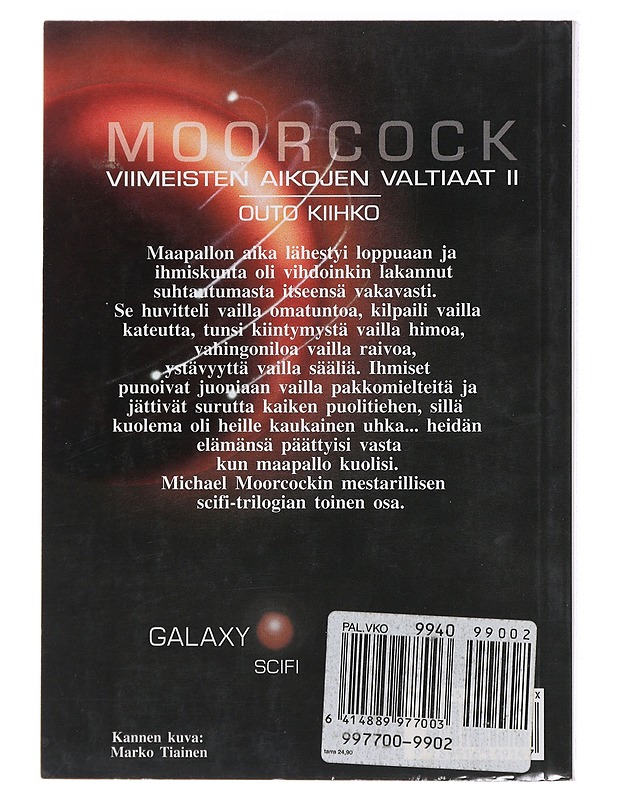 MOORCOCK
VIIMEISTEN AIKOJEN VALTIAAT II
OUTO KIIHKO
Maapallon aika lähestyi loppuaan ja
ihmiskunta oli vihdoinkin lakannut
suhtautumasta itseensä vakavasti.
Se huvitteli vailla omatuntoa, kilpaili vailla
kateutta, tunsi kiintymystä vailla himoa,
vahingoniloa vailla raivoa,
ystävyyttä vailla sääliä. Ihmiset
punoivat juoniaan vailla pakkomielteitä ja
jättivät surutta kaiken puolitiehen, sillä
kuolema oli heille kaukainen uhka... heidän
elämänsä päättyisi vasta
kun maapallo kuolisi.
Michael Moorcockin mestarillisen
scifi-trilogian toinen osa.
GALAXY
SCIFI
PAL.VKO 9940 99002
X
6 414889 977003
997700-9902
tarra 24,90
Kannen kuva:
Marko Tiainen